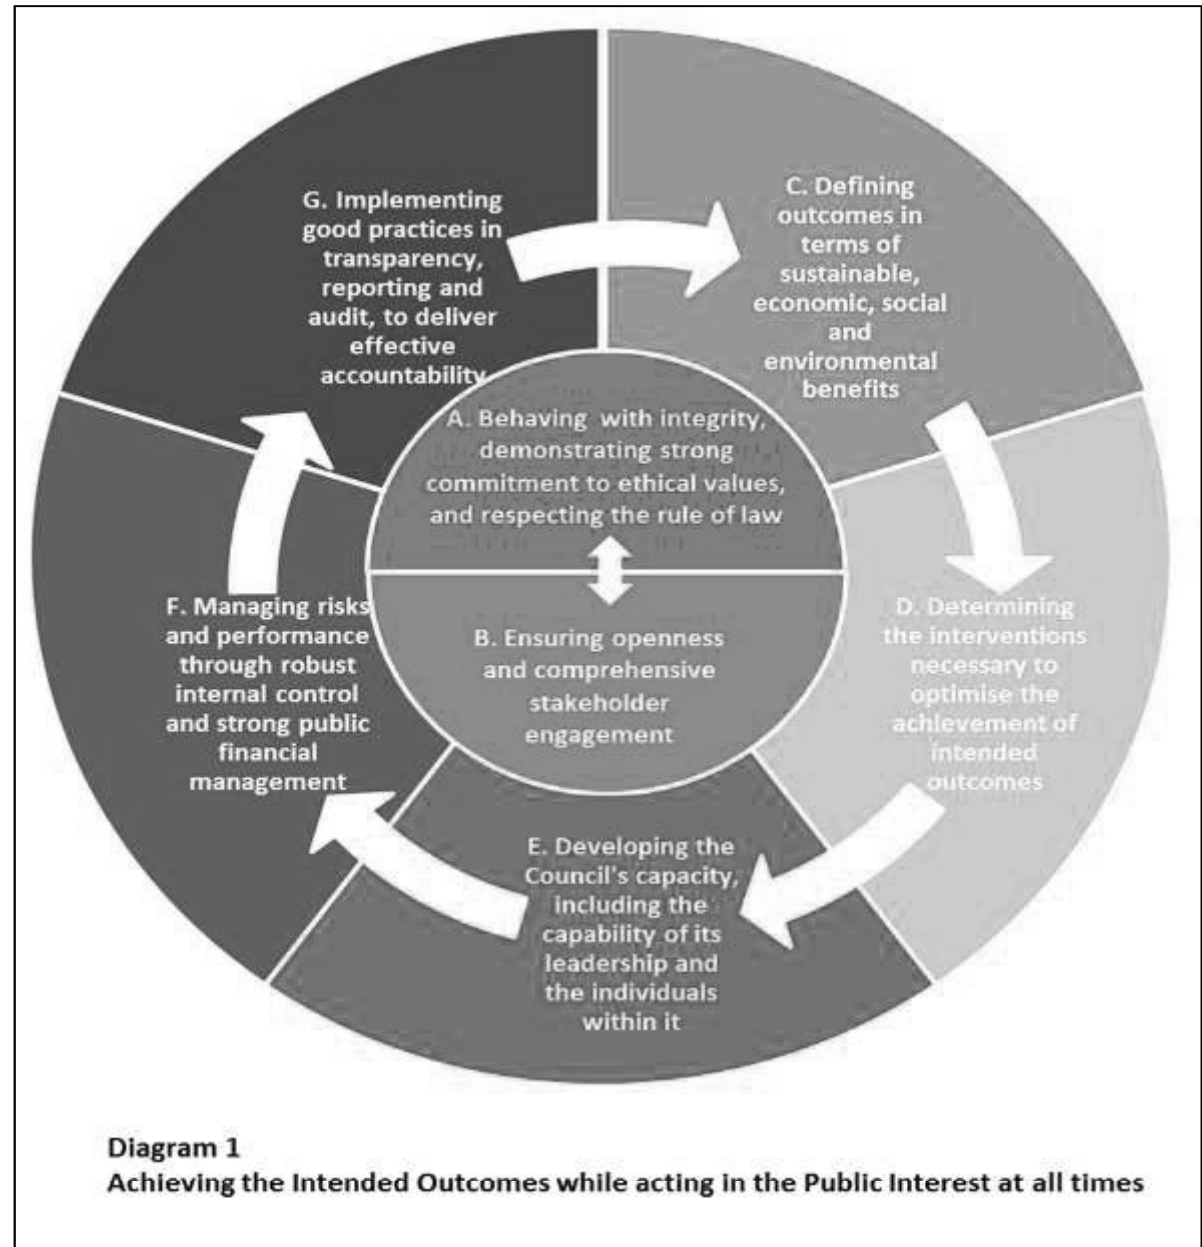 G. Implementing
good practices in
transparency,
reporting and
audit, to deliver
effective
accountability
C. Defining
outcomes in
terms of
sustainable,
economic, social
and
environmental
benefits
A. Behaving with integrity,
demonstrating strong
commitment to ethical values,
and respecting the rule of law
B. Ensuring openness
and comprehensive
stakeholder
engagement
F. Managing risks
and performance
through robust
internal control
and strong public
financial
management
D. Determining
the interventions
necessary to
optimise the
achievement of
intended
outcomes
E. Developing the
Council's capacity,
including the
capability of its
leadership and
the individuals
within it
Diagram 1
Achieving the Intended Outcomes while acting in the Public Interest at all times